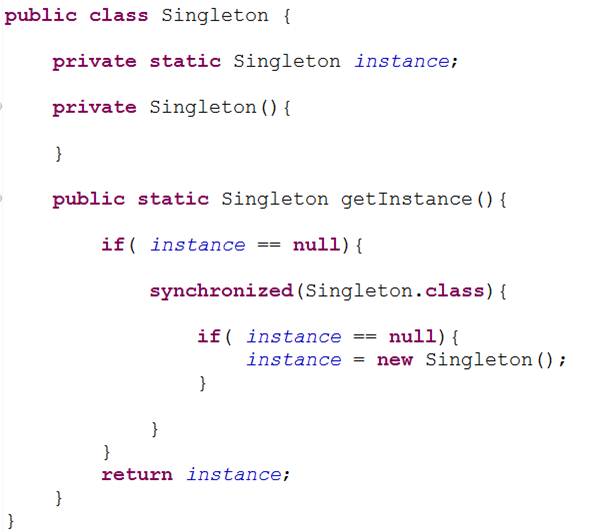 public class Singleton {
private static Singleton instance;
private Singleton(){
}
public static Singleton getInstance(){
if( instance == null){
synchronized(Singleton.class){
if( instance == null){
instance = new Singleton();
}
}
}
return instance;
}
}